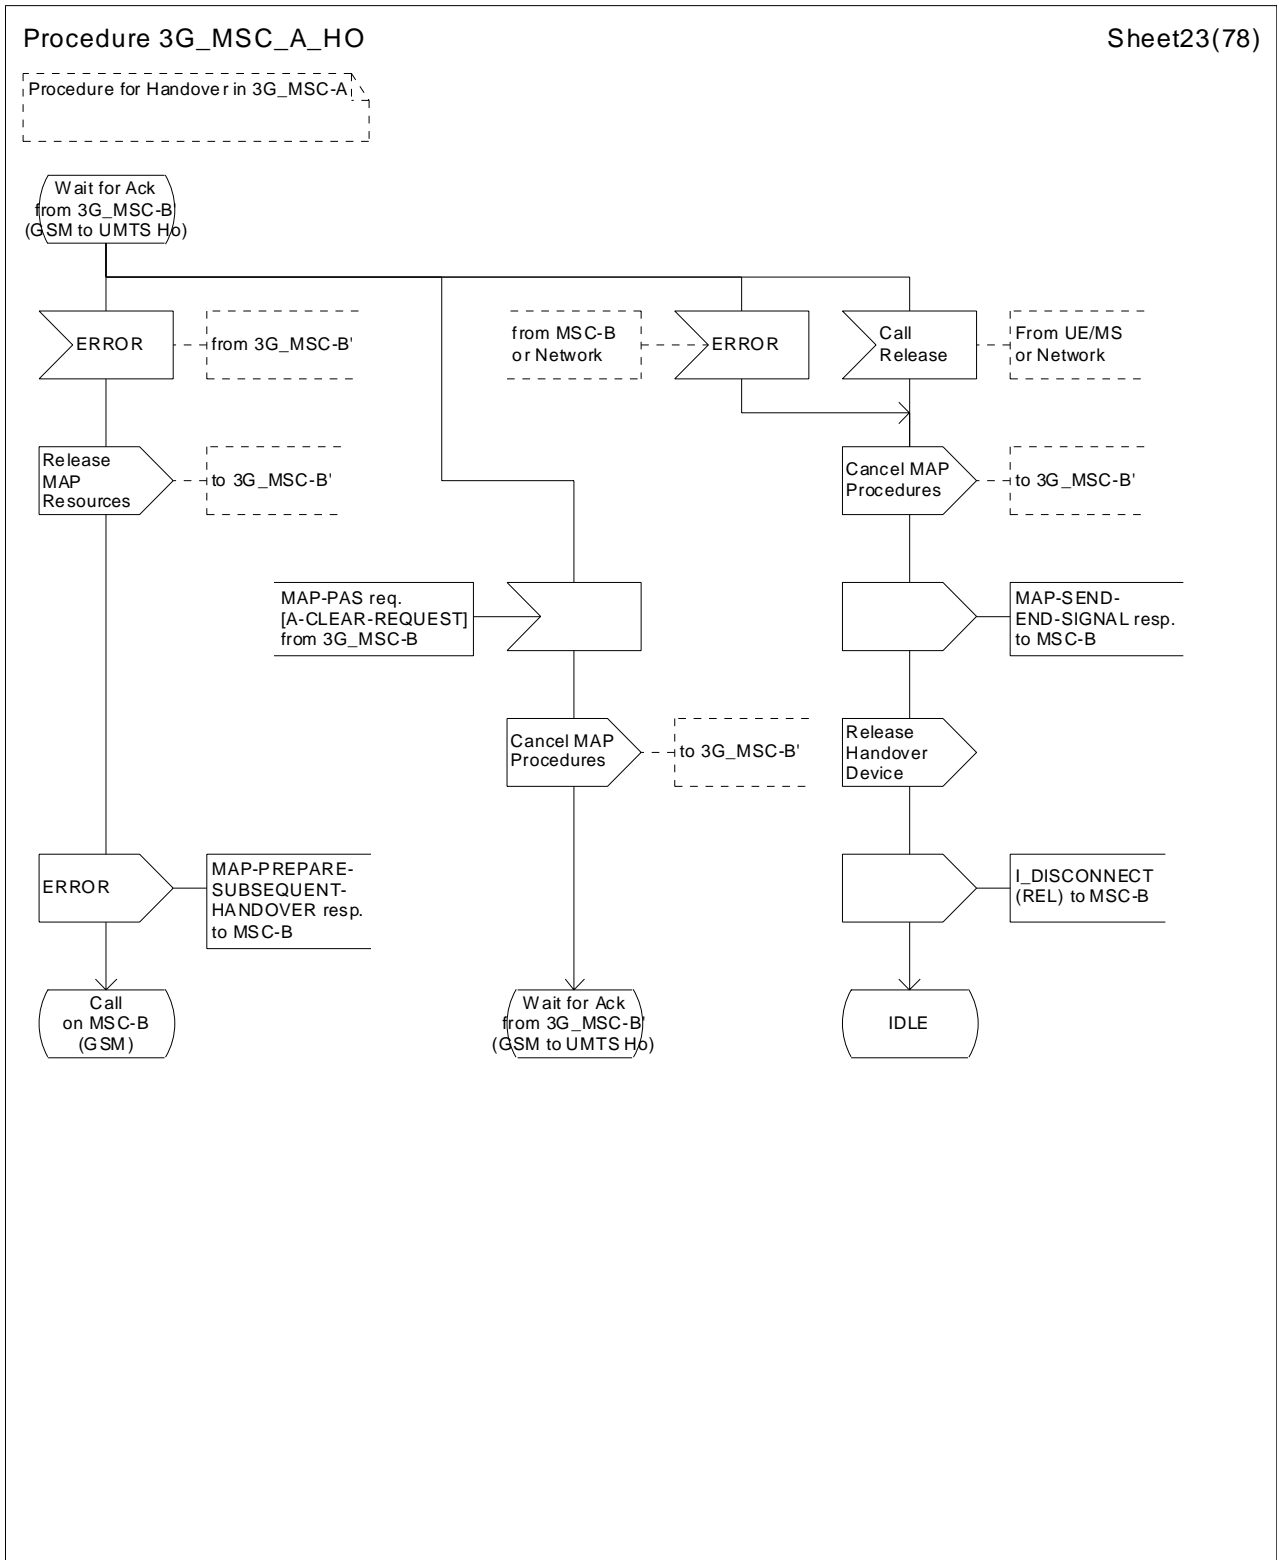 Procedure 3G_MSC_A_HO
Sheet23(78)
Procedure for Handover in 3G_MSC-A
Wait for Ack
from 3G_MSC-B'
(GSM to UMTS Ho)
ERROR
from 3G_MSC-B'
from MSC-B
or Network
ERROR
Call
Release
From UE/MS
or Network
Release
MAP
Resources
to 3G_MSC-B'
Cancel MAP
Procedures
to 3G_MSC-B'
MAP-PAS req.
[A-CLEAR-REQUEST]
from 3G_MSC-B
MAP-SEND-
END-SIGNAL resp.
to MSC-B
Cancel MAP
Procedures
to 3G_MSC-B'
Release
Handover
Device
ERROR
MAP-PREPARE-
SUBSEQUENT-
HANDOVER resp.
to MSC-B
I_DISCONNECT
(REL) to MSC-B
Call
on MSC-B
(GSM)
Wait for Ack
from 3G_MSC-B'
(GSM to UMTS Ho)
IDLE